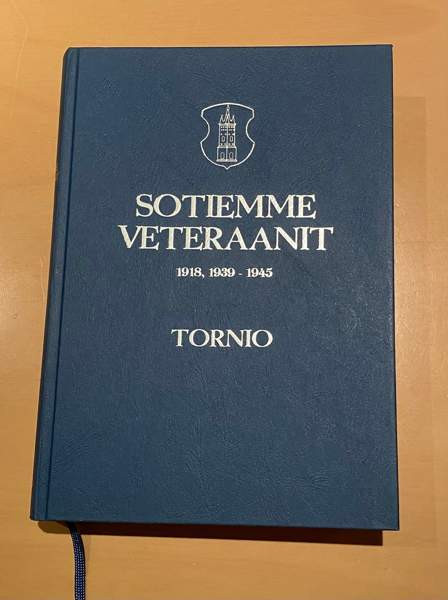 SOTIEMME
VETERAANIT
1918, 1939 - 1945
TORNIO